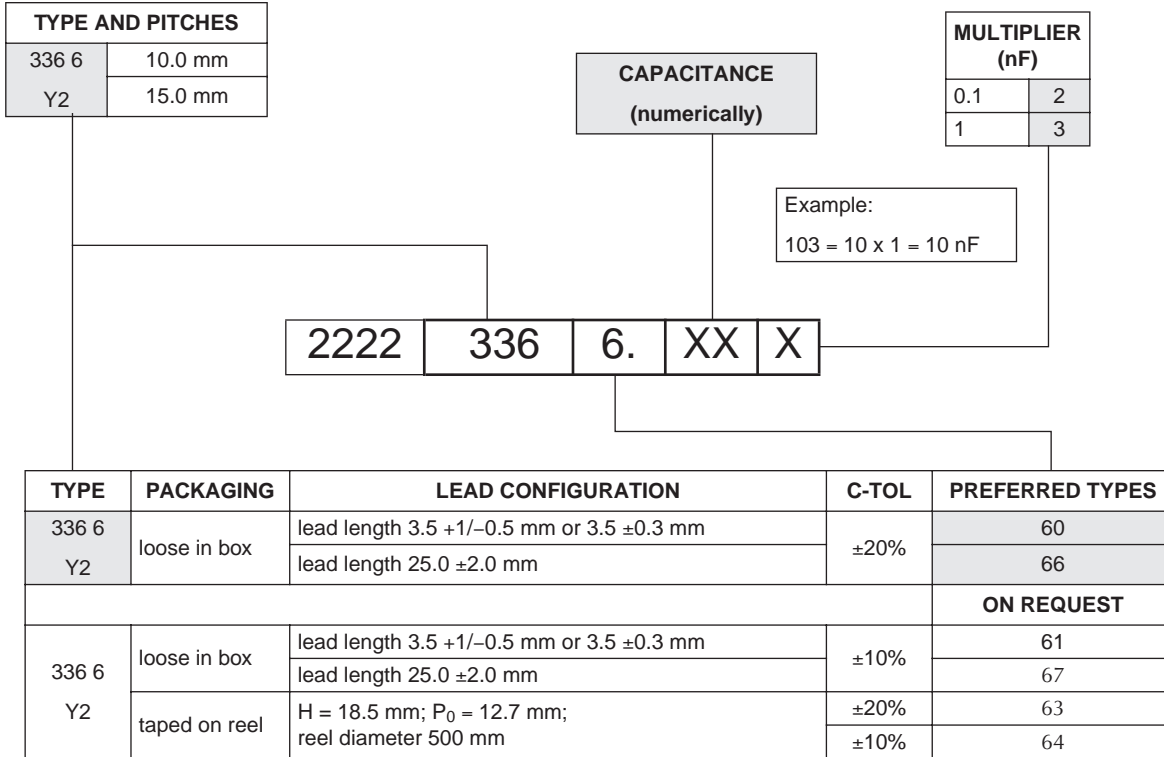 TYPE AND PITCHES
336 6
Y2
10.0 mm
15.0 mm
CAPACITANCE
(numerically)
MULTIPLIER
(nF)
0.1 2
1 3
Example:
103 = 10 x 1 = 10 nF
2222 336 6. XX X
TYPE PACKAGING LEAD CONFIGURATION C-TOL PREFERRED TYPES
336 6
Y2
loose in box
lead length 3.5 +1/−0.5 mm or 3.5 ±0.3 mm
lead length 25.0 ±2.0 mm
±20%
60
66
ON REQUEST
336 6
Y2
loose in box
lead length 3.5 +1/−0.5 mm or 3.5 ±0.3 mm
lead length 25.0 ±2.0 mm
±10%
61
67
taped on reel
H = 18.5 mm; P0 = 12.7 mm;
reel diameter 500 mm
±20%
63
±10%
64